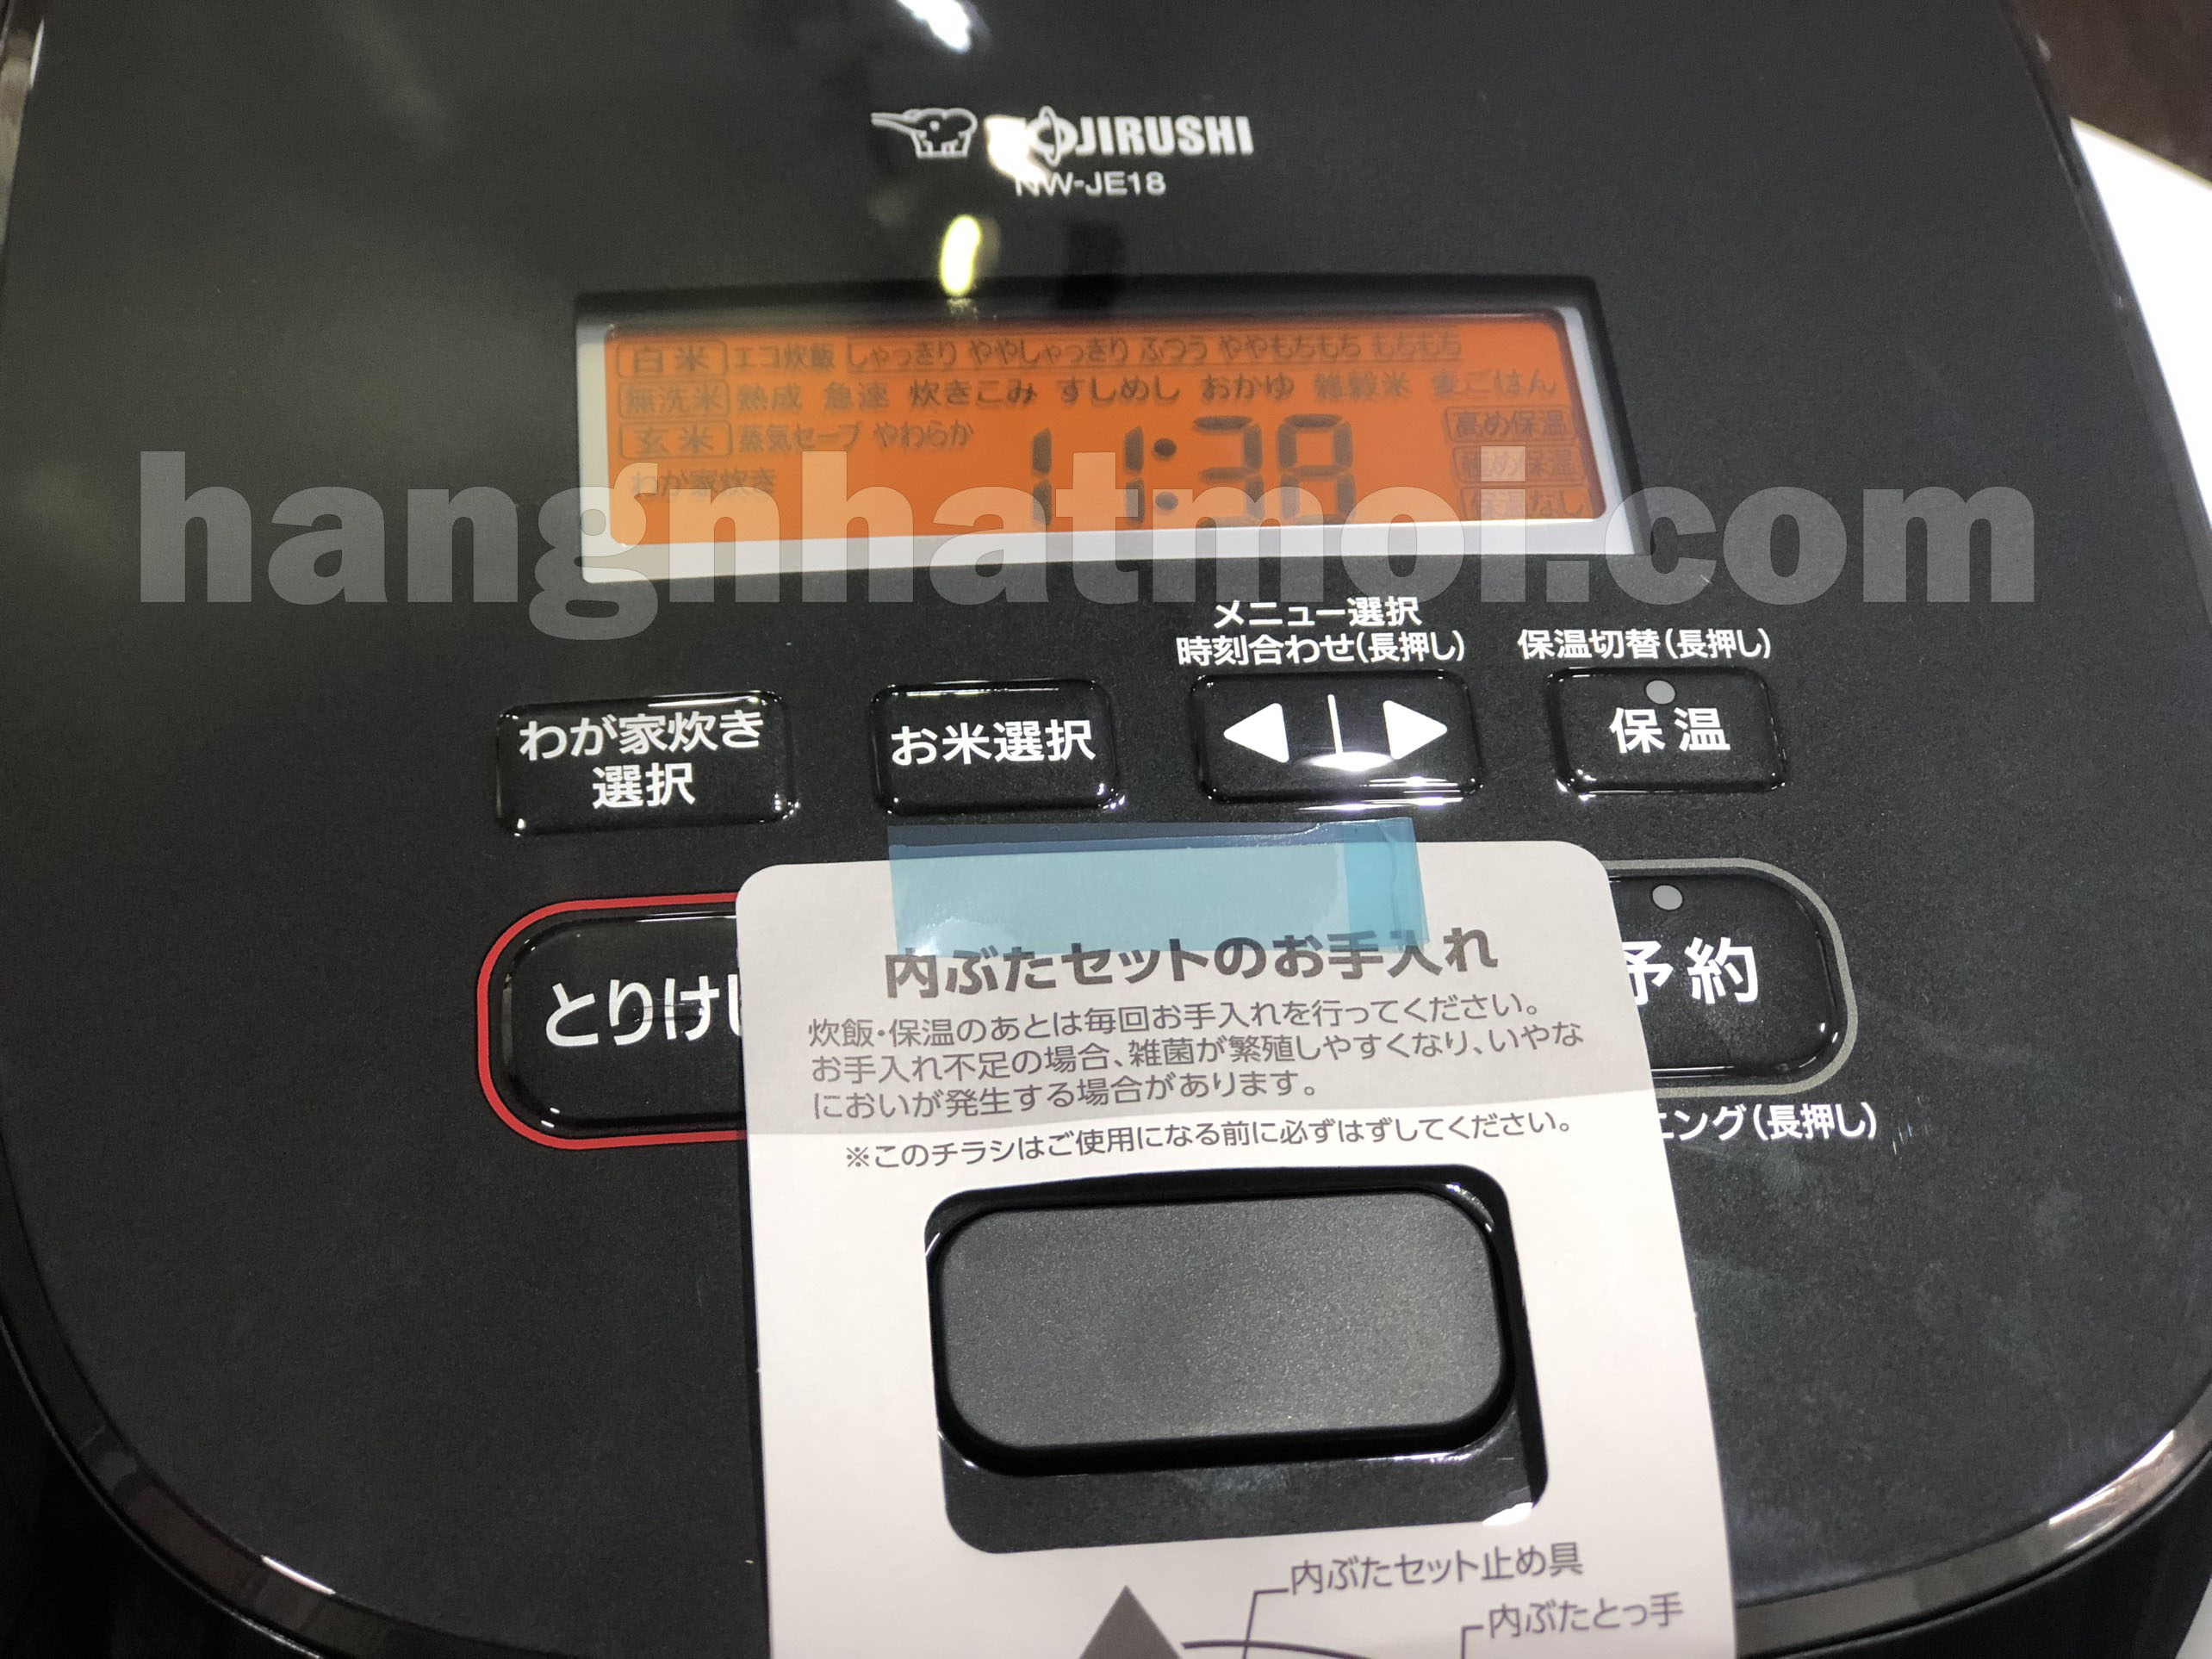 ZOJIRUSHI
NW-JE18
白米 エコ炊飯 しゃっきり ややしゃっきり ふつう ややもちもち もちもち
無洗米 熟成 急速 炊きこみ すしめし おかゆ 雑穀米 麦ごはん
玄米 蒸気セーブ やわらか
高め保温
わが家炊き
11:38
hangnhatmoi.com
メニュー選択
時刻合わせ(長押し)
保温切替(長押し)
わが家炊き
選択
お米選択
保温
とりけし
予約
ニング(長押し)
内ぶたセットのお手入れ
炊飯・保温のあとは毎回お手入れを行ってください。
お手入れ不足の場合、雑菌が繁殖しやすくなり、いやな
においが発生する場合があります。
※このチラシはご使用になる前に必ずはずしてください。
内ぶたセット止め具
内ぶたとっ手